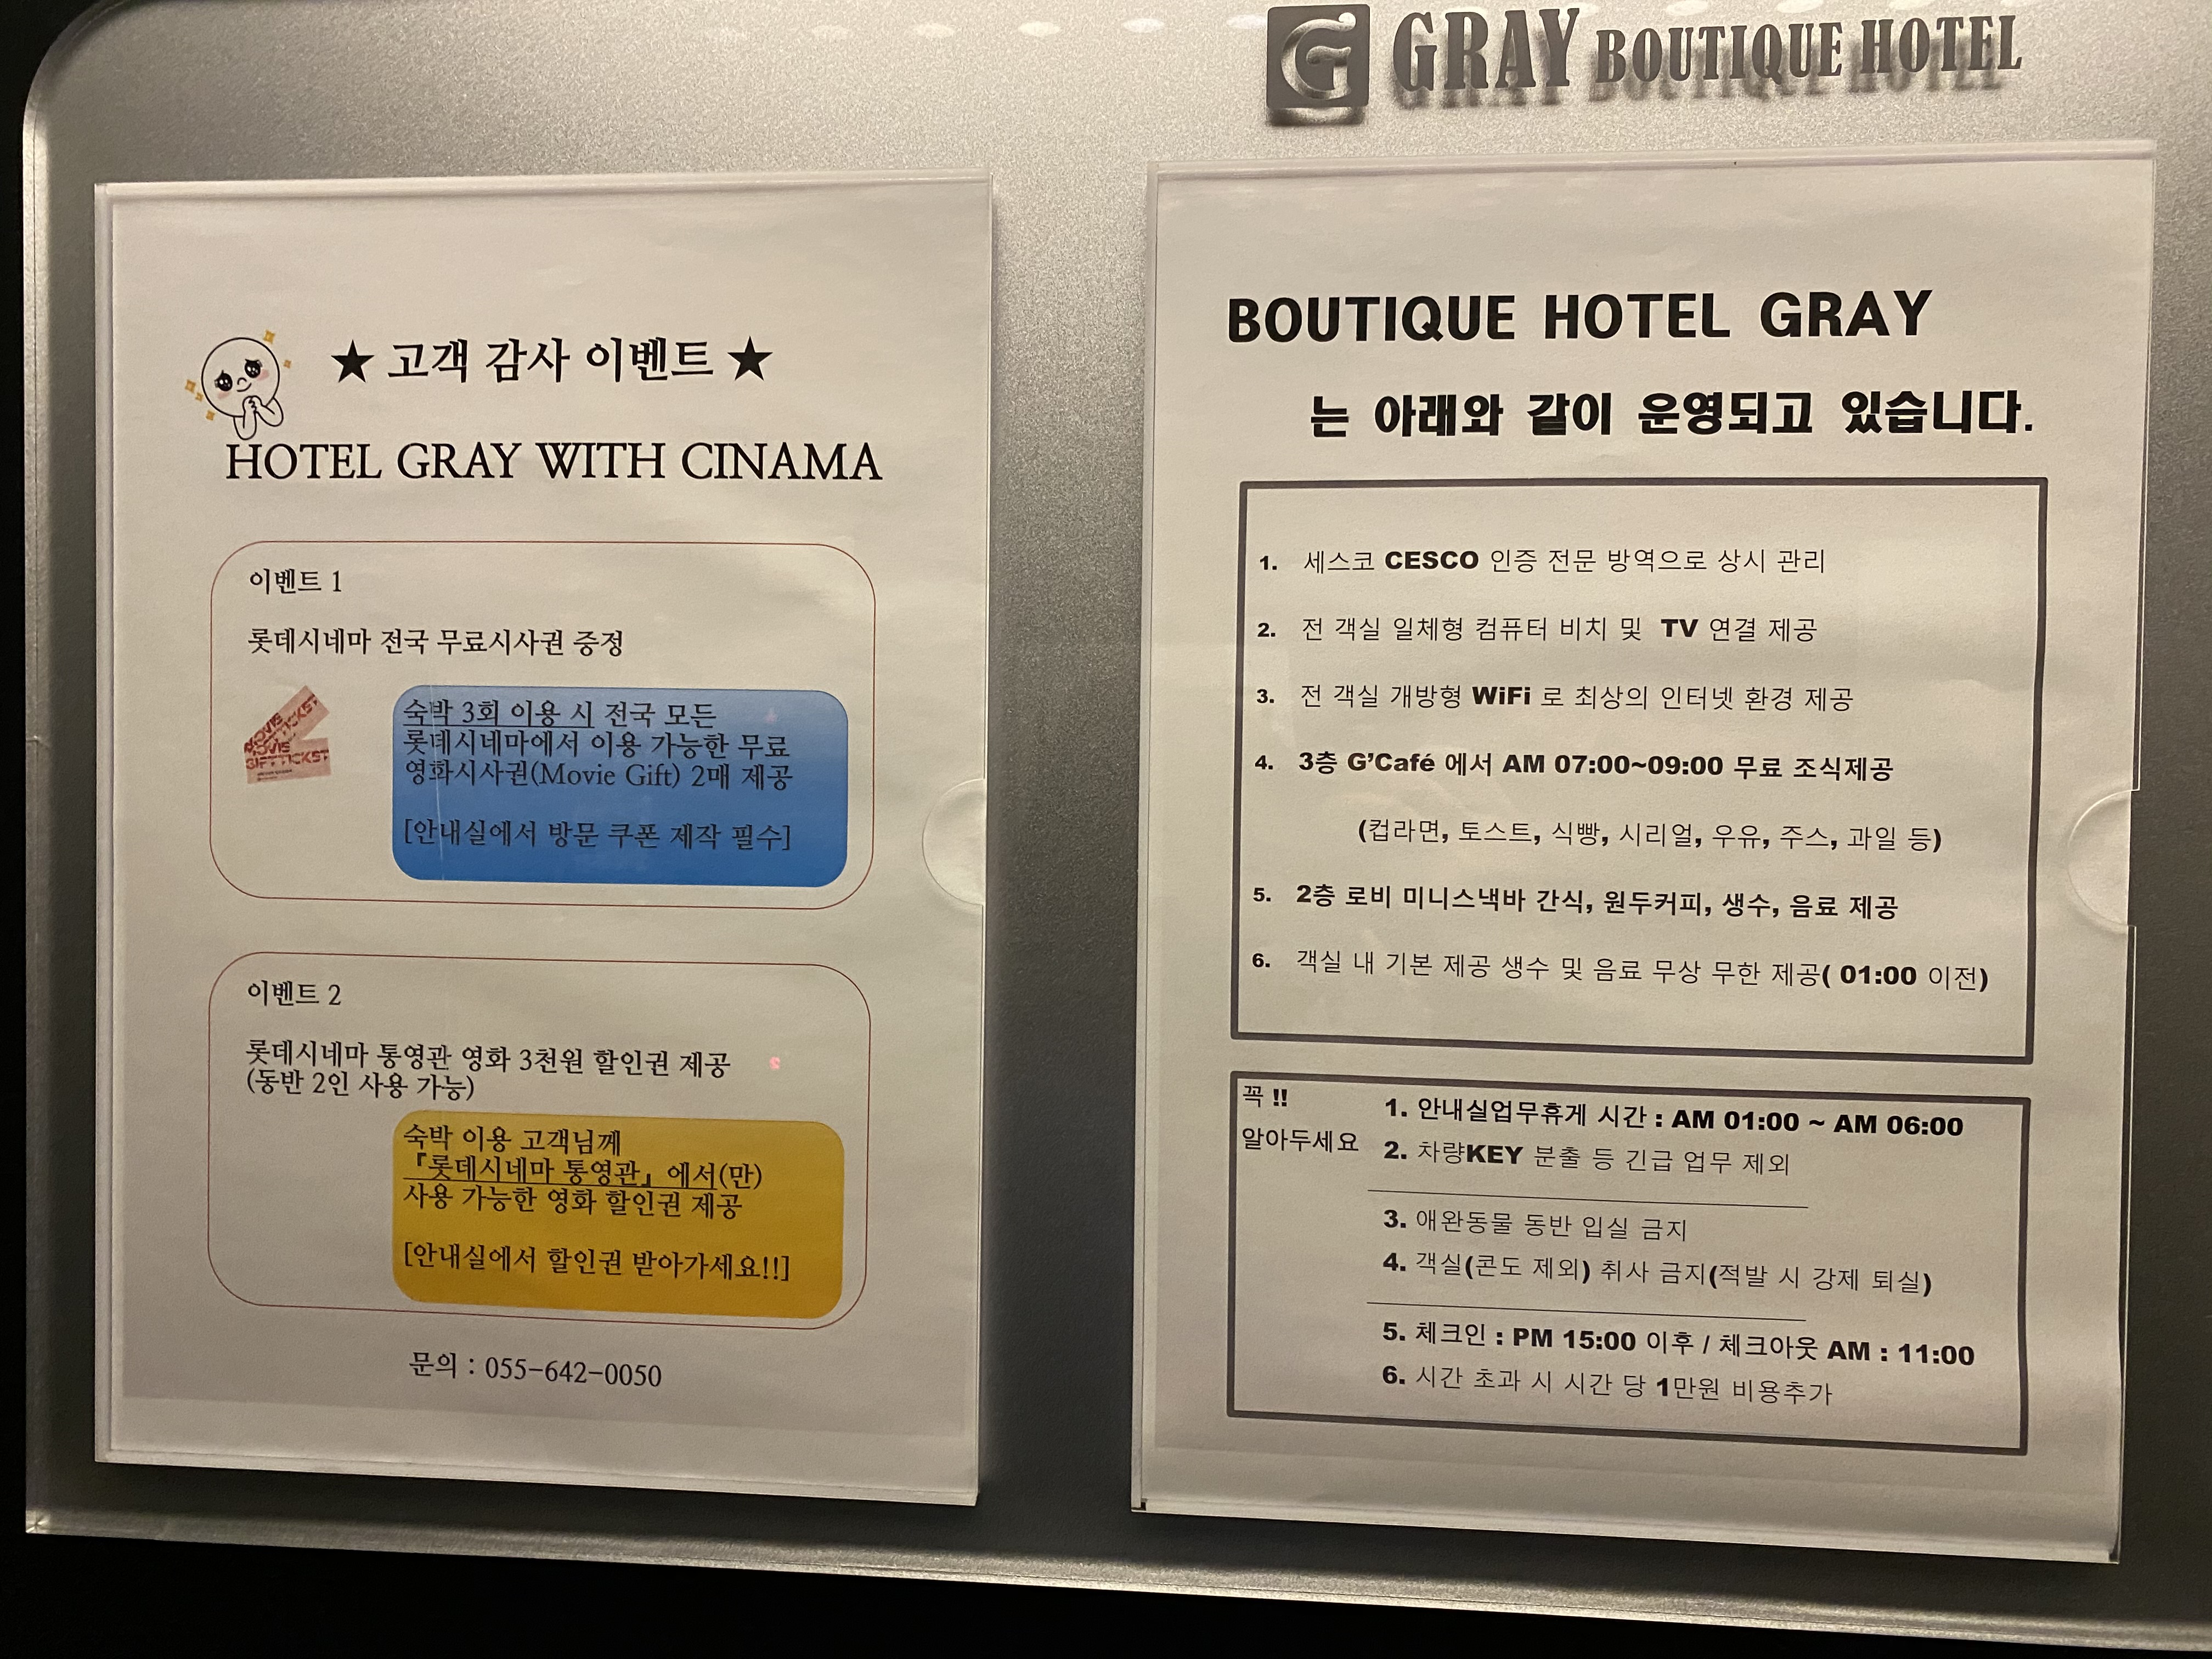 GRAY BOUTIQUE HOTEL
★ 고객 감사 이벤트 ★
HOTEL GRAY WITH CINAMA
이벤트 1
롯데시네마 전국 무료시사권 증정
MOVIE
GIFT TICKET
숙박 3회 이용 시 전국 모든
롯데시네마에서 이용 가능한 무료
영화시사권(Movie Gift) 2매 제공
[안내실에서 방문 쿠폰 제작 필수]
이벤트 2
롯데시네마 통영관 영화 3천원 할인권 제공
(동반 2인 사용 가능)
숙박 이용 고객님께
『롯데시네마 통영관』에서(만)
사용 가능한 영화 할인권 제공
[안내실에서 할인권 받아가세요!!]
문의 : 055-642-0050
BOUTIQUE HOTEL GRAY
는 아래와 같이 운영되고 있습니다.
1. 세스코 CESCO 인증 전문 방역으로 상시 관리
2. 전 객실 일체형 컴퓨터 비치 및 TV 연결 제공
3. 전 객실 개방형 WiFi 로 최상의 인터넷 환경 제공
4. 3층 G'Café 에서 AM 07:00~09:00 무료 조식제공
(컵라면, 토스트, 식빵, 시리얼, 우유, 주스, 과일 등)
5. 2층 로비 미니스낵바 간식, 원두커피, 생수, 음료 제공
6. 객실 내 기본 제공 생수 및 음료 무상 무한 제공( 01:00 이전)
꼭 !!
알아두세요
1. 안내실업무휴게 시간 : AM 01:00 ~ AM 06:00
2. 차량KEY 분출 등 긴급 업무 제외
3. 애완동물 동반 입실 금지
4. 객실(콘도 제외) 취사 금지(적발 시 강제 퇴실)
5. 체크인 : PM 15:00 이후 / 체크아웃 AM : 11:00
6. 시간 초과 시 시간 당 1만원 비용추가